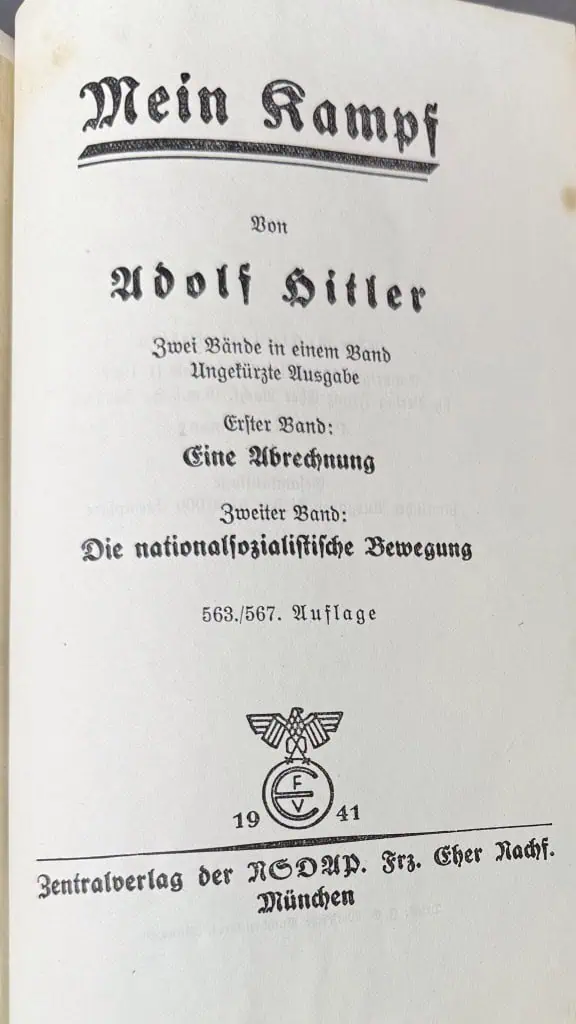 Mein Kampf
Von
Adolf Hitler
Zwei Bände in einem Band
Ungekürzte Ausgabe
Erster Band:
Eine Abrechnung
Zweiter Band:
Die nationalsozialistische Bewegung
563./567. Auflage
F
E
V
19 41
Zentralverlag der NSDAP. Frz. Eher Nachf.
München